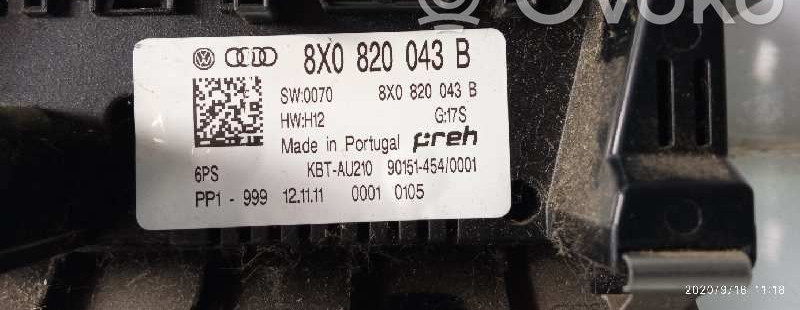 OVOKO
8X0 820 043 B
SW:0070 8X0 820 043 B
HW:H12 G:17S
Made in Portugal Preh
6PS KBT-AU210 90151-454/0001
PP1 - 999 12.11.11 0001 0105
2020/9/16 11:18